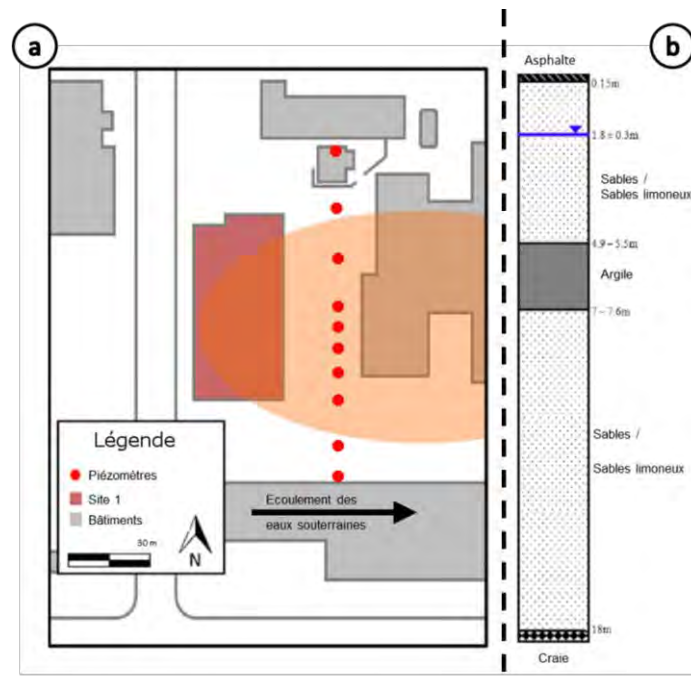 a
b
Asphalte
0.15m
1.8 ± 0.3m
Sables /
Sables limoneux
4.9 – 5.5m
Argile
7 – 7.6m
Sables /
Sables limoneux
18m
Craie
Légende
Piézomètres
Site 1
Bâtiments
30 m
N
Ecoulement des
eaux souterraines